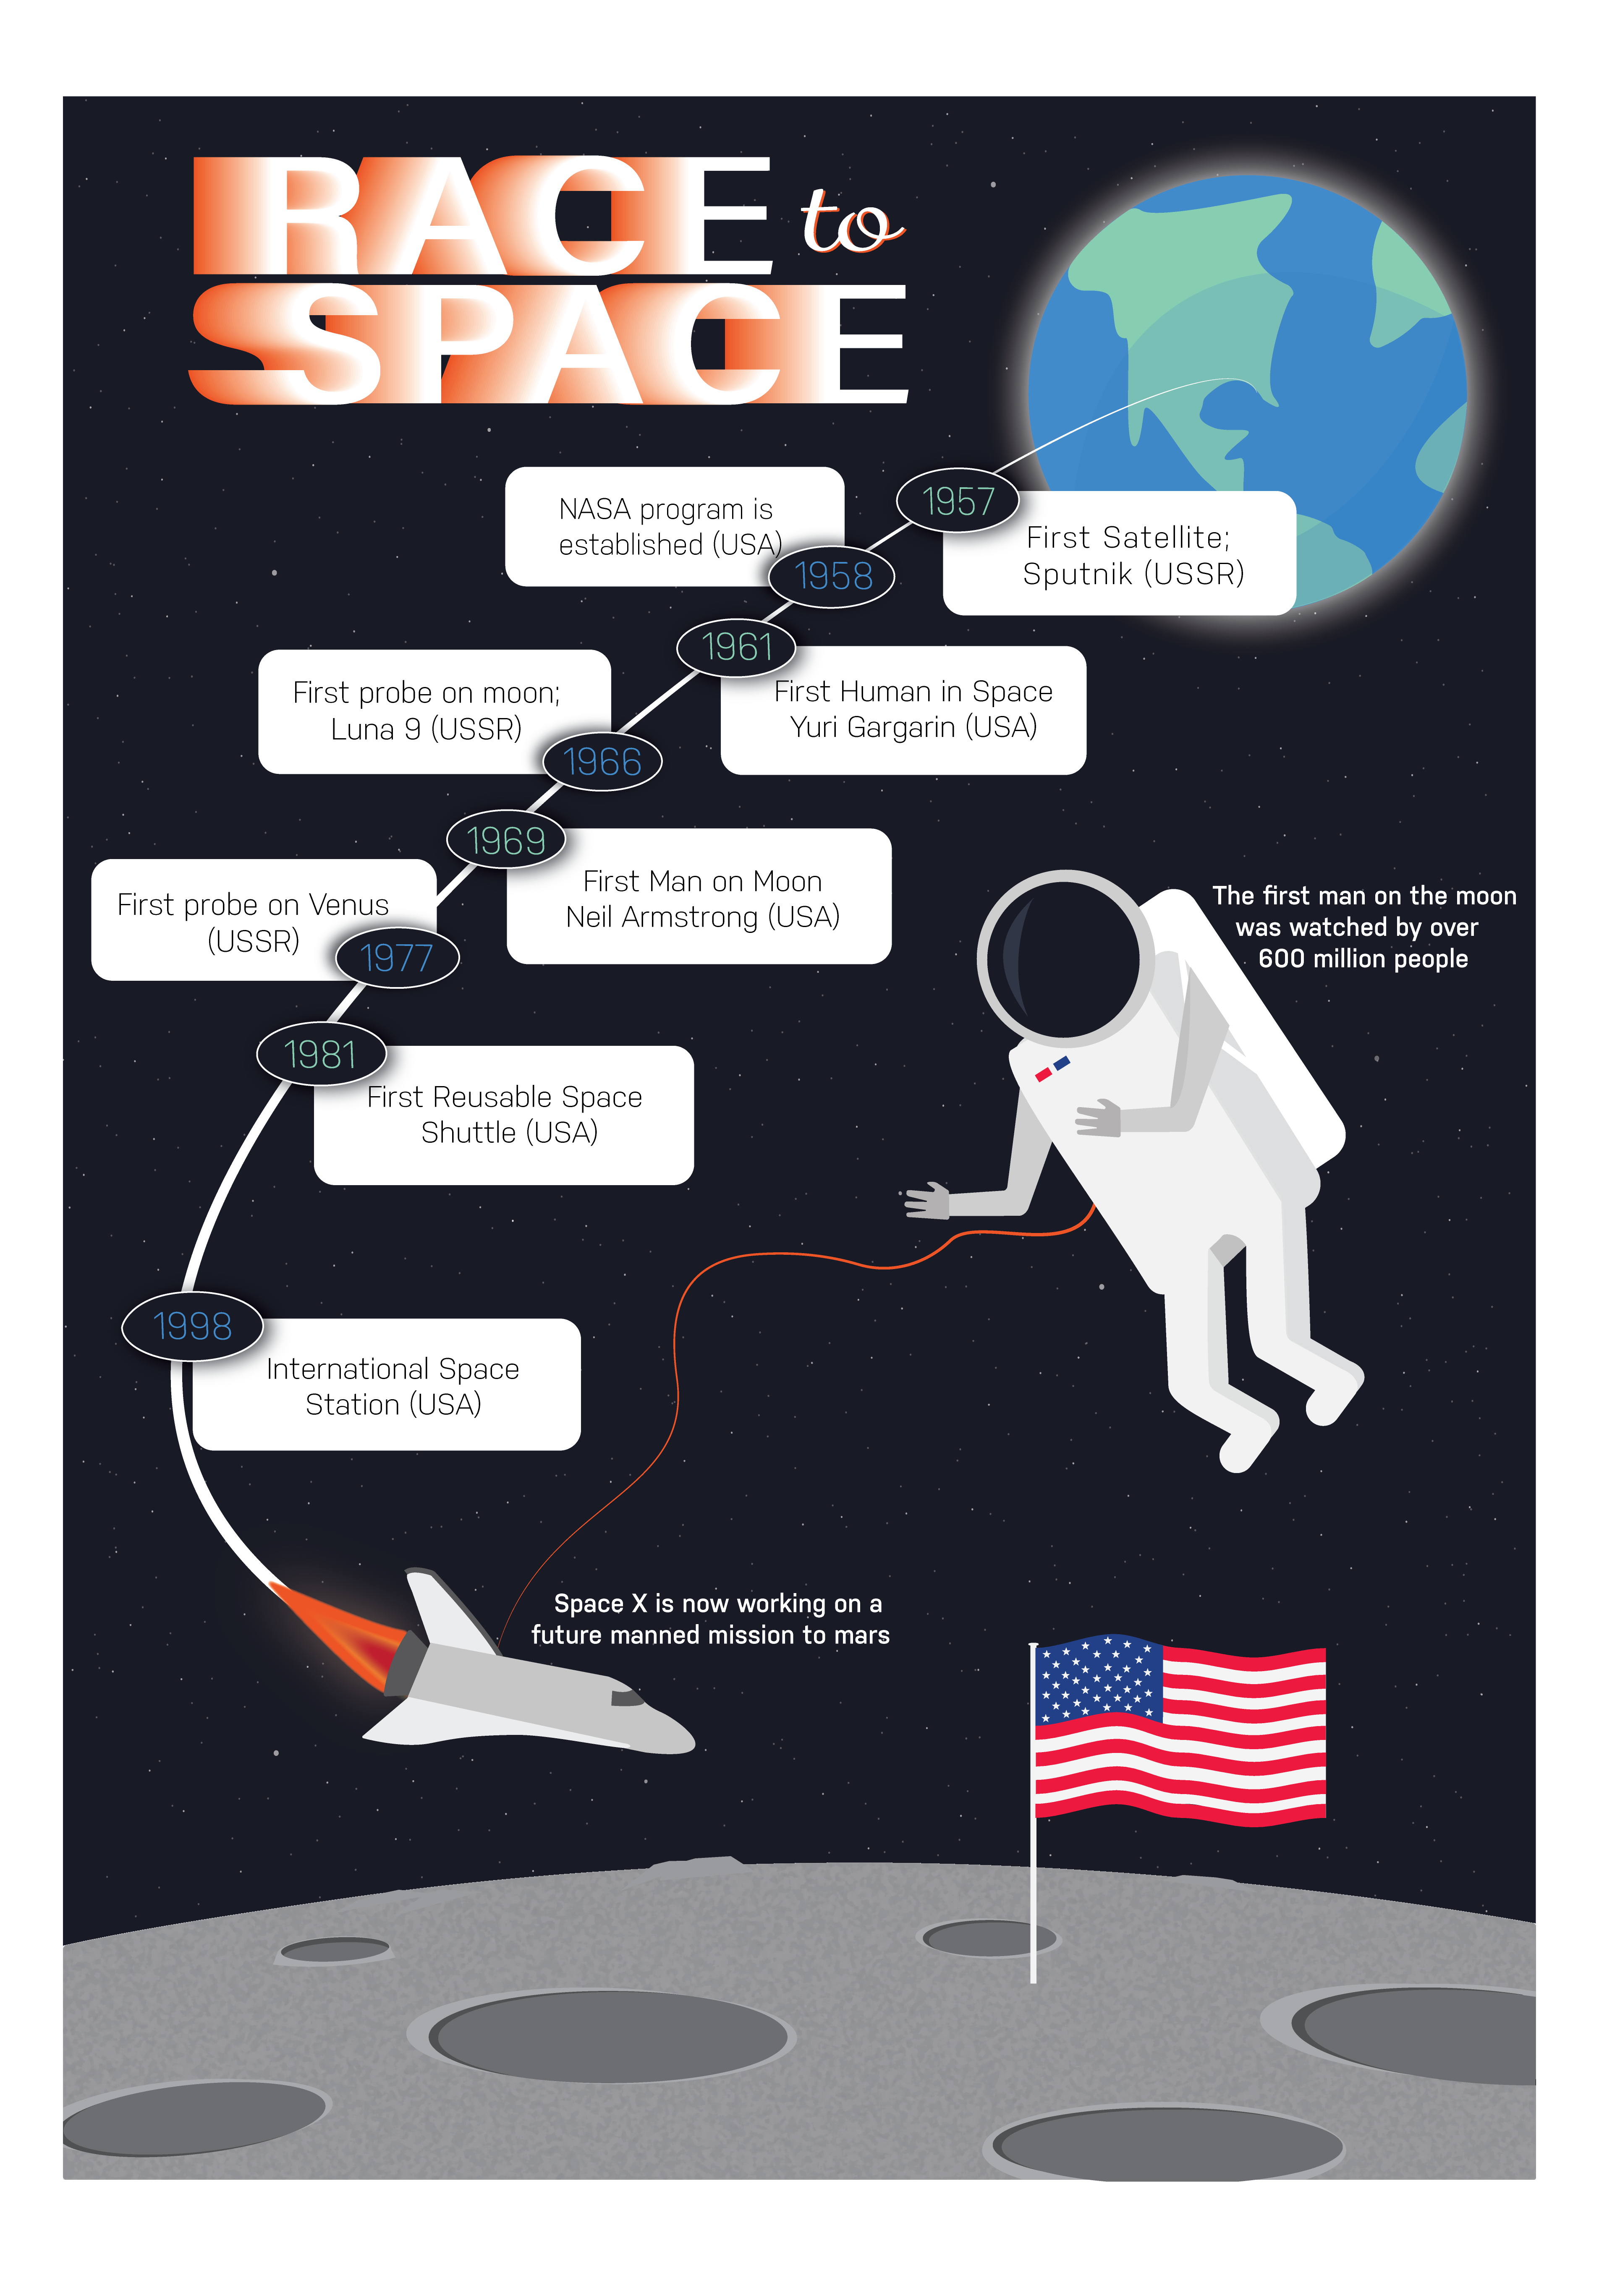 RACE to
SPACE
1957
First Satellite;
Sputnik (USSR)
NASA program is
established (USA)
1958
1961
First Human in Space
Yuri Gargarin (USA)
First probe on moon;
Luna 9 (USSR)
1966
1969
First Man on Moon
Neil Armstrong (USA)
First probe on Venus
(USSR)
1977
The first man on the moon
was watched by over
600 million people
1981
First Reusable Space
Shuttle (USA)
1998
International Space
Station (USA)
Space X is now working on a
future manned mission to mars